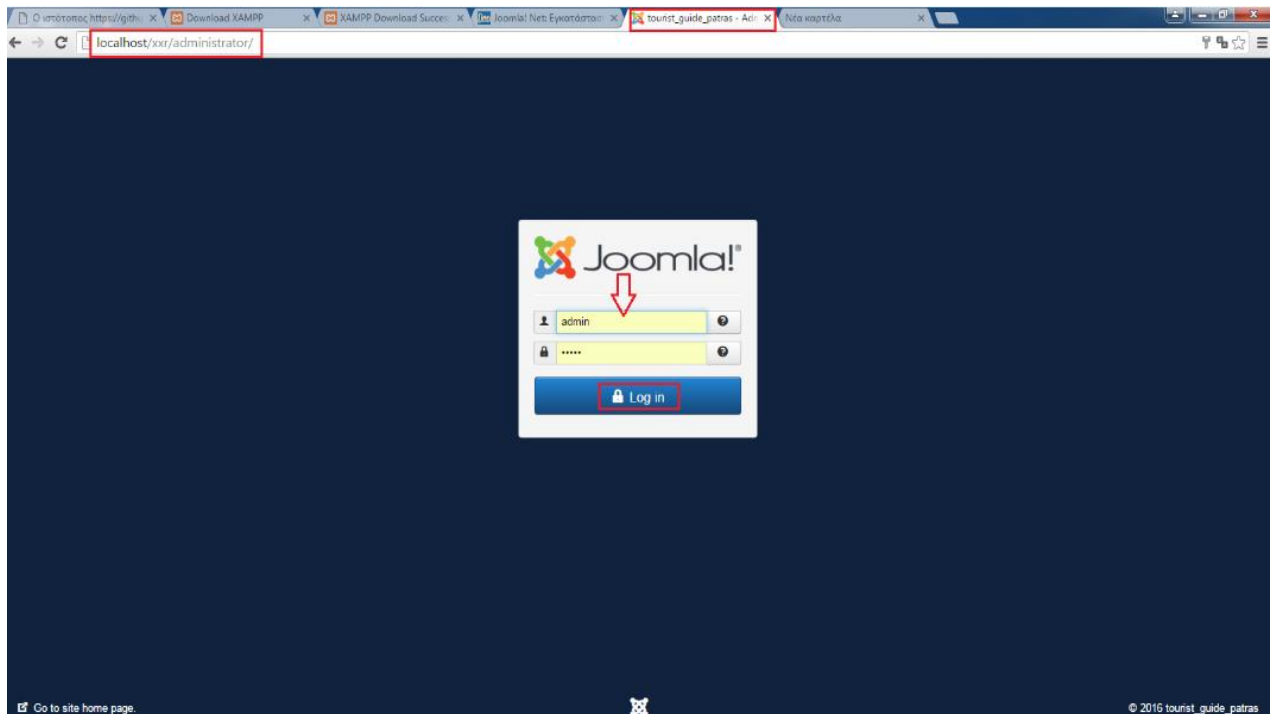 Ο ιστότοπος https://githu
Download XAMPP
XAMPP Download Succes
Joomla! Net: Εγκατάστασ
tourist_guide_patras - Adr
Νέα καρτέλα
localhost/xxr/administrator/
Joomla!®
admin
•••••
Log in
Go to site home page.
© 2016 tourist_guide_patras